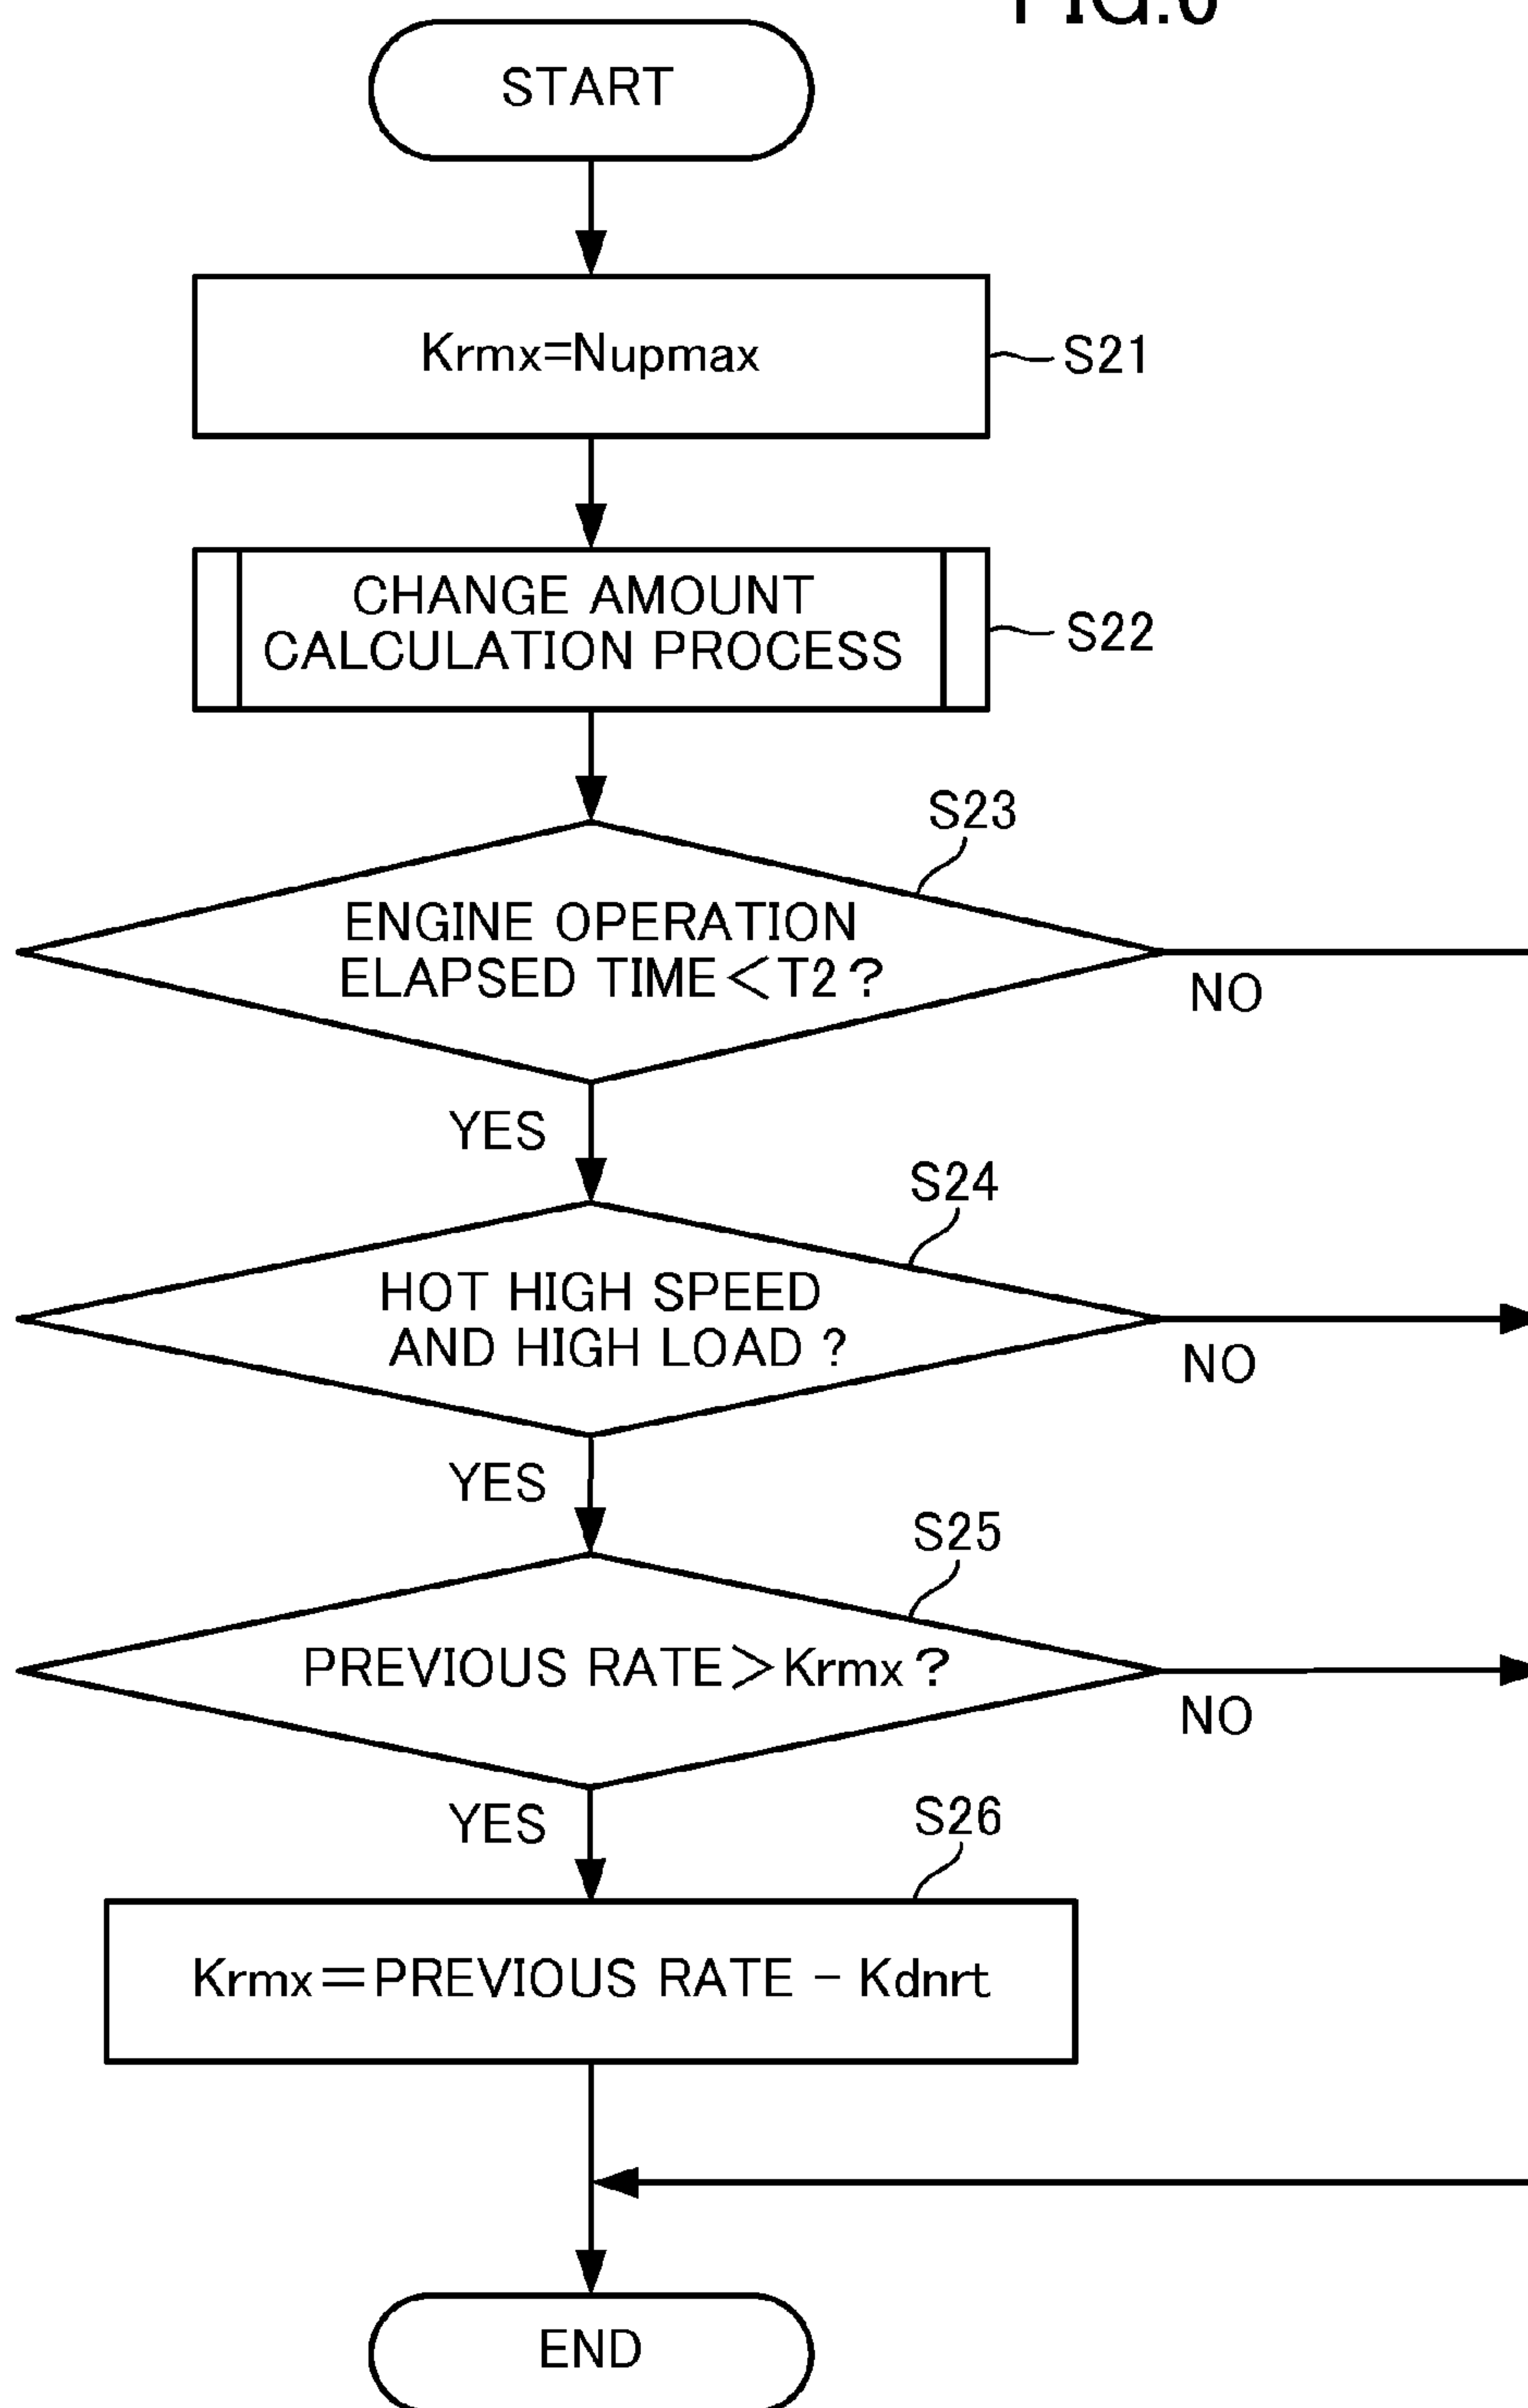 START
Krmx=Nupmax
S21
CHANGE AMOUNT
CALCULATION PROCESS
S22
S23
ENGINE OPERATION
ELAPSED TIME<T2?
NO
YES
S24
HOT HIGH SPEED
AND HIGH LOAD ?
NO
YES
S25
PREVIOUS RATE>Krmx ?
NO
YES
S26
Krmx=PREVIOUS RATE - Kdnrt
END